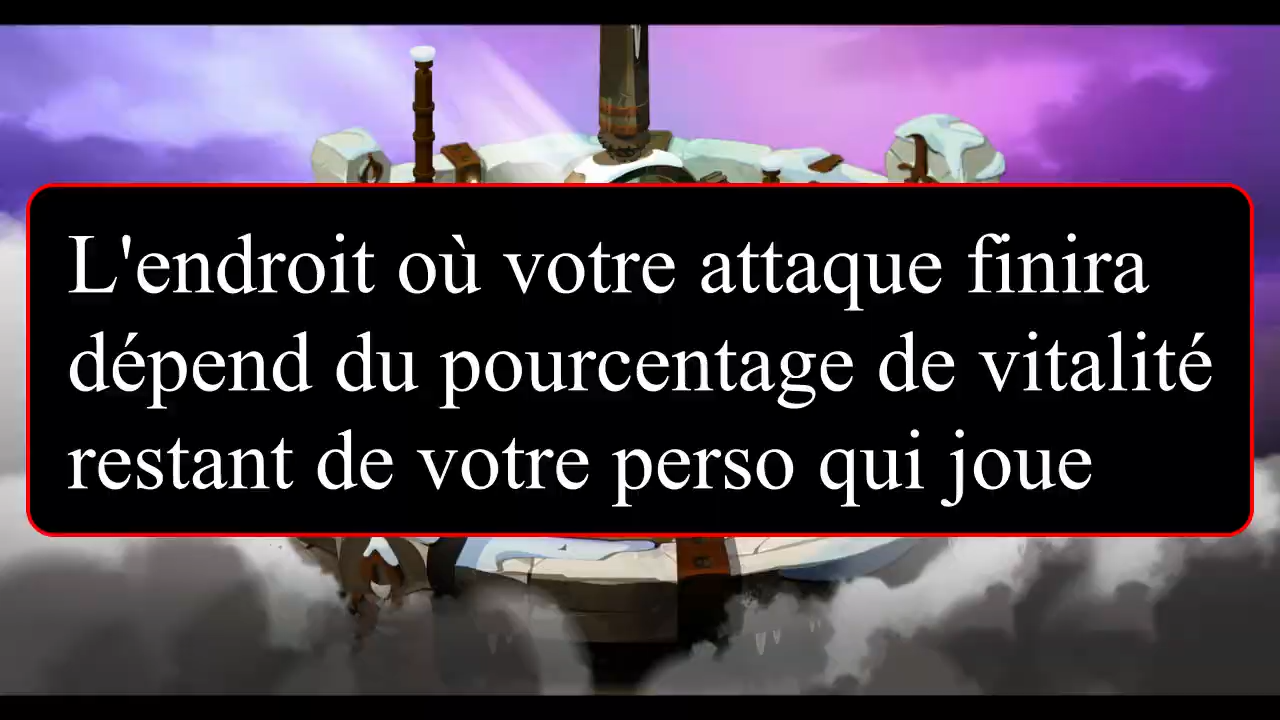 L'endroit où votre attaque finira
dépend du pourcentage de vitalité
restant de votre perso qui joue